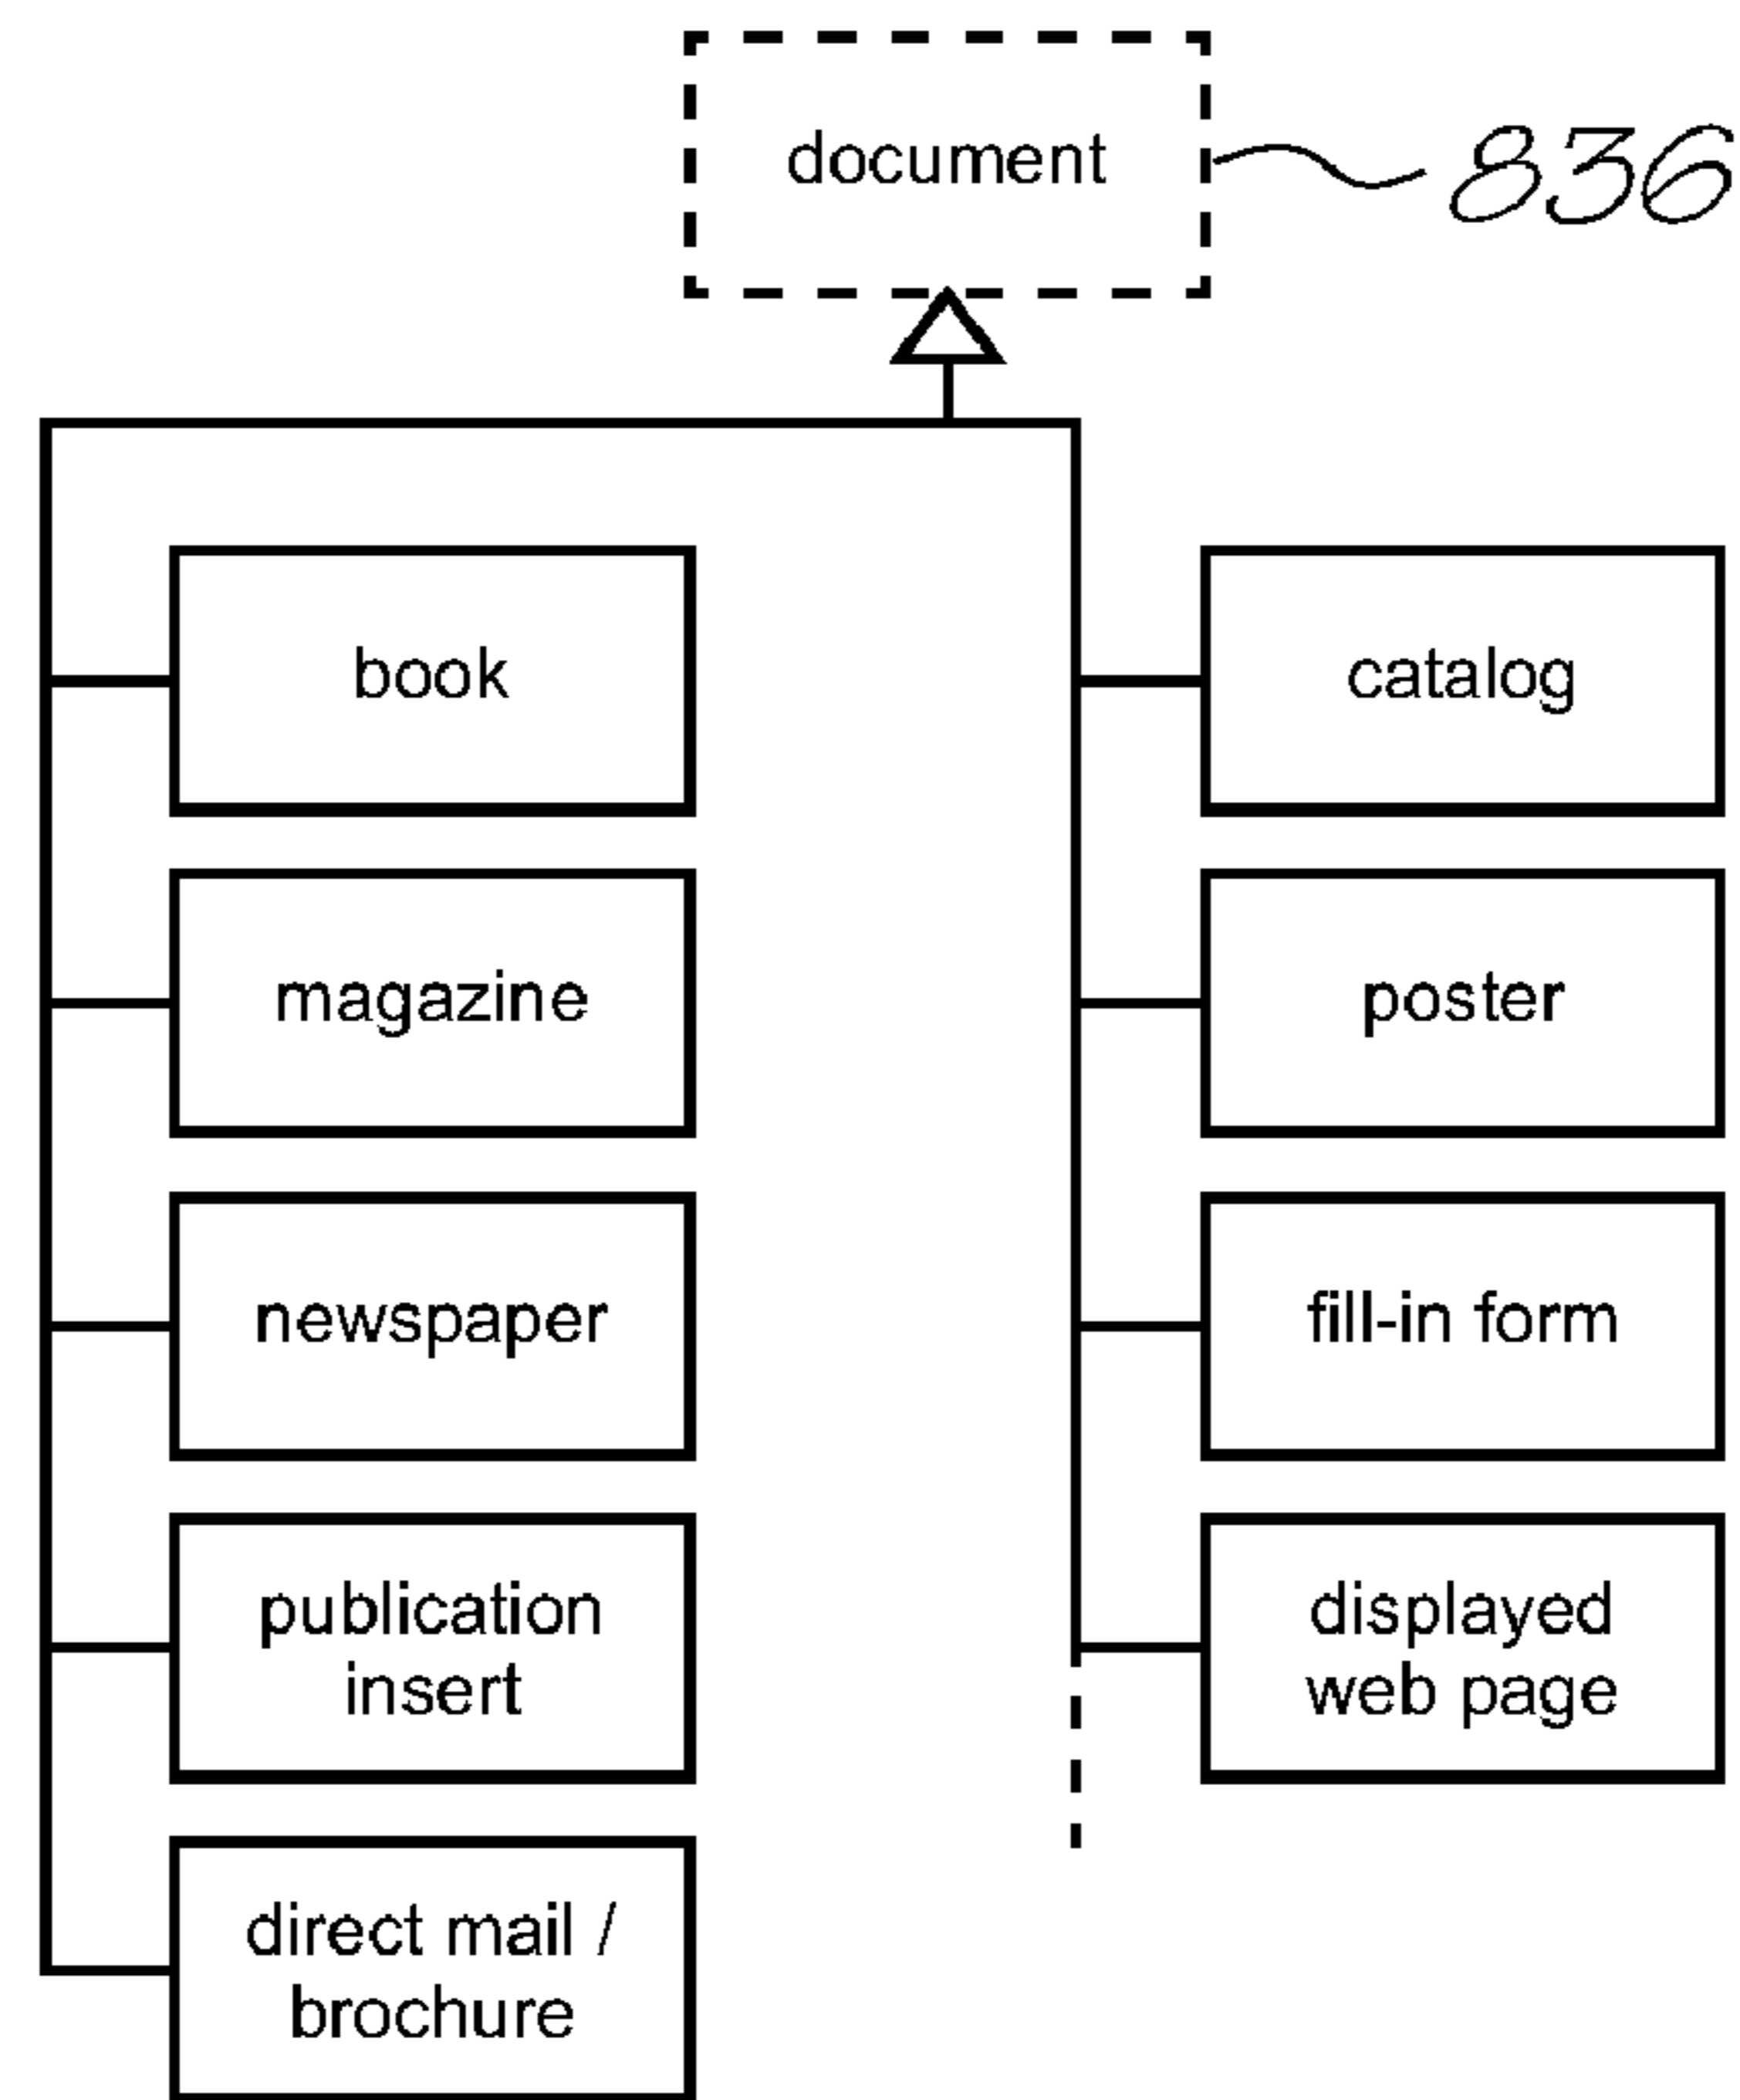 document
836
book
magazine
newspaper
publication
insert
direct mail /
brochure
catalog
poster
fill-in form
displayed
web page